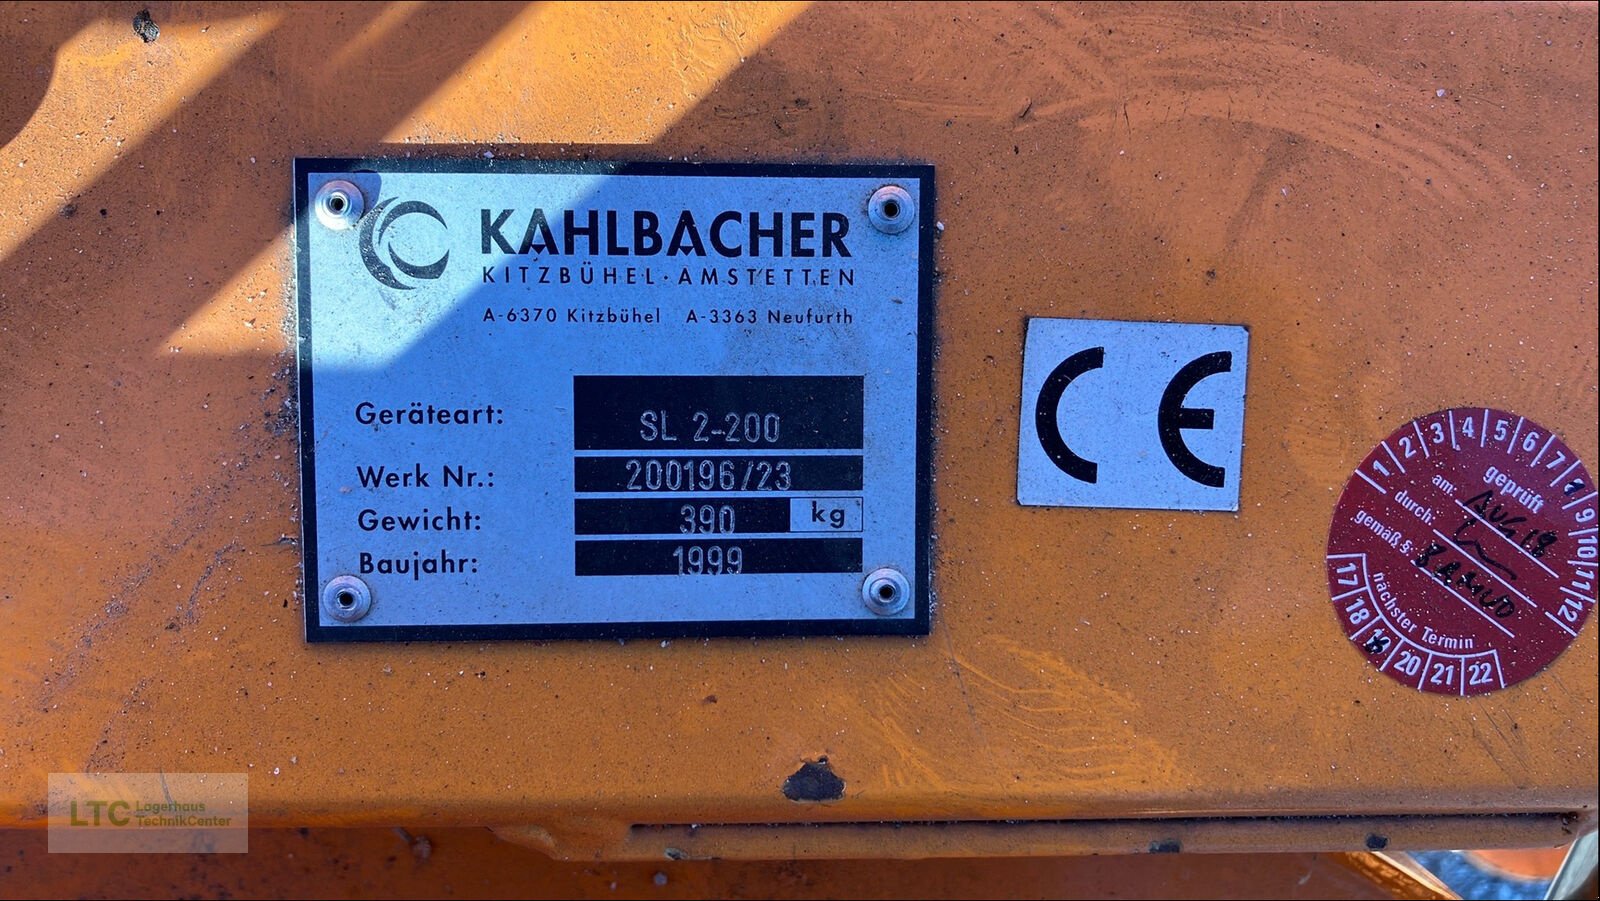 KAHLBACHER
KITZBÜHEL·AMSTETTEN
A-6370 Kitzbühel A-3363 Neufurth
Geräteart: SL 2-200
Werk Nr.: 200196/23
Gewicht: 390 kg
Baujahr: 1999
CE
1 2 3 4 5 6 7 9 10 11 12
geprüft
am: AUG 18
durch:
gemäß §:
nächster Termin
17 18 20 21 22
LTC Lagerhaus
TechnikCenter